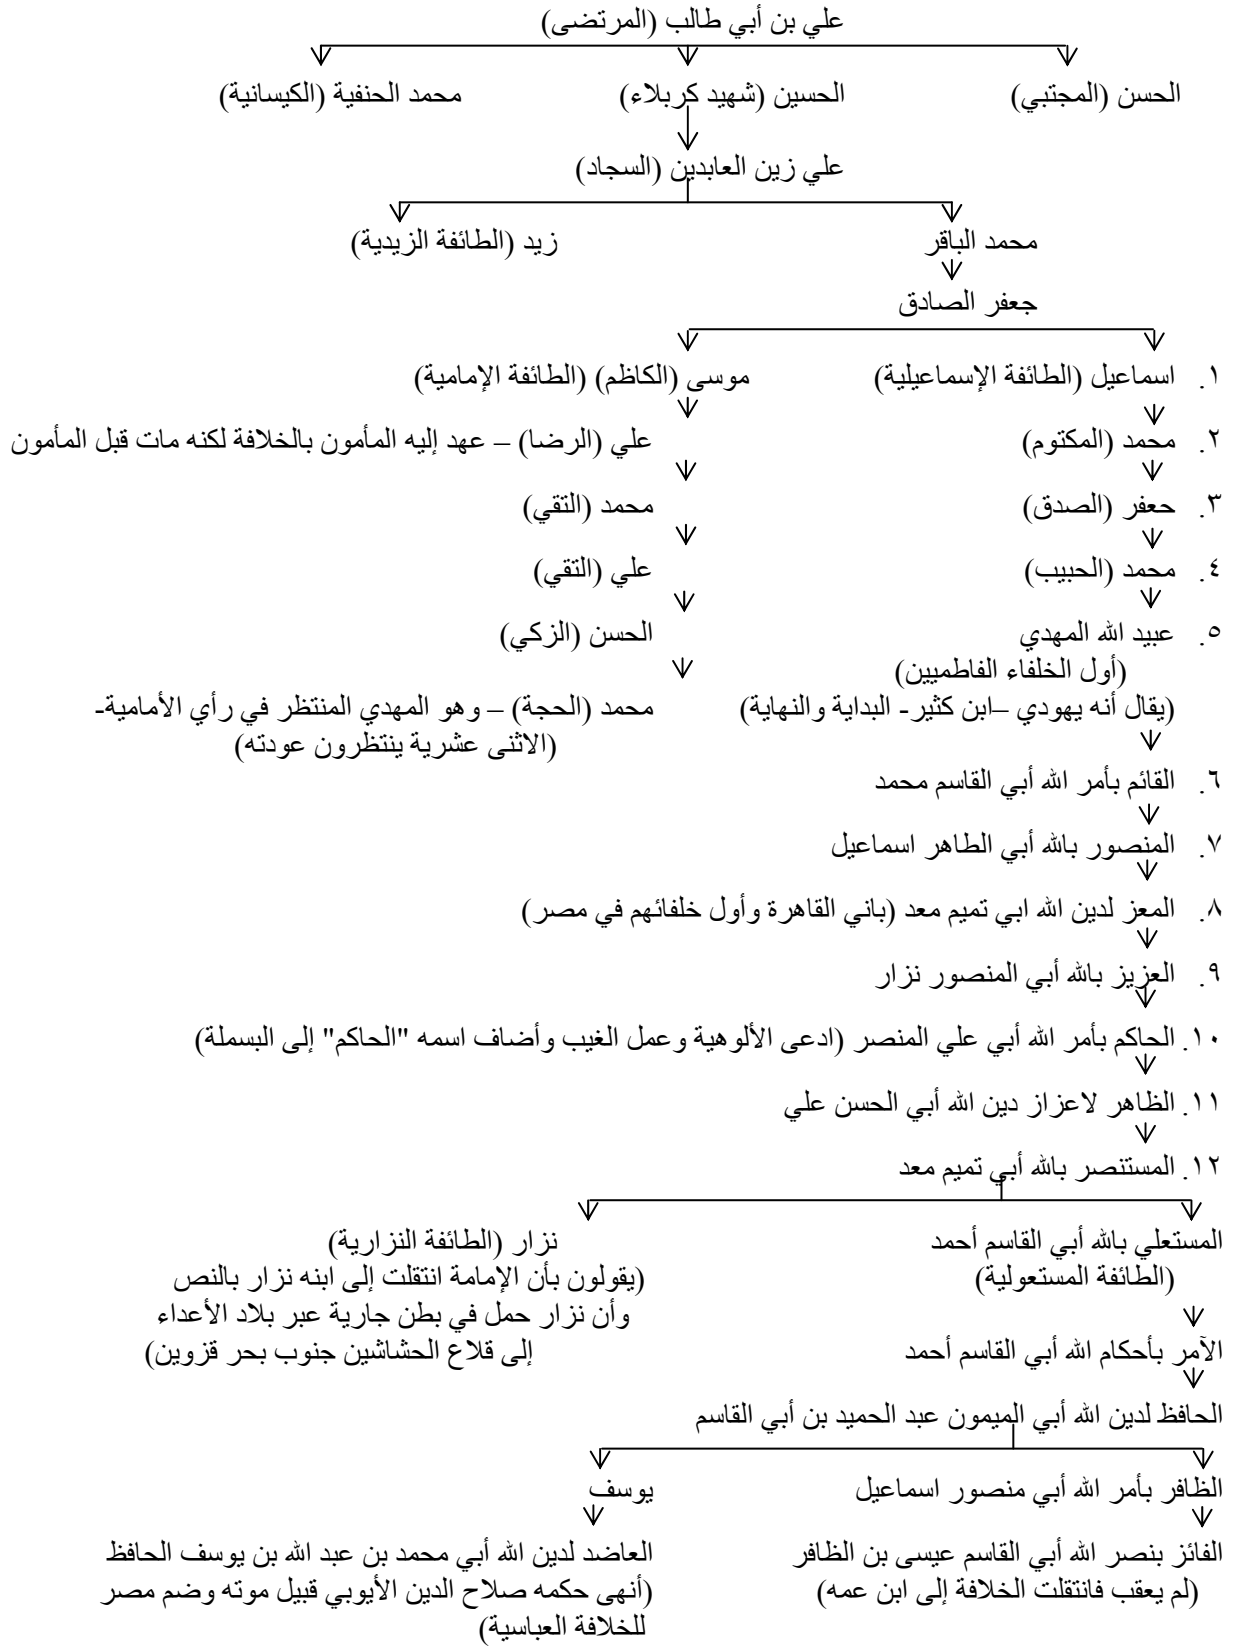 علي بن أبي طالب (المرتضى)
الحسن (المجتبي) الحسين (شهيد كربلاء) محمد الحنفية (الكيسانية)
علي زين العابدين (السجاد)
محمد الباقر زيد (الطائفة الزيدية)
جعفر الصادق
١. اسماعيل (الطائفة الإسماعيلية) موسى (الكاظم) (الطائفة الإمامية)
٢. محمد (المكتوم) علي (الرضا) – عهد إليه المأمون بالخلافة لكنه مات قبل المأمون
٣. حعفر (الصدق) محمد (التقي)
٤. محمد (الحبيب) علي (التقي)
٥. عبيد الله المهدي الحسن (الزكي)
(أول الخلفاء الفاطميين)
(يقال أنه يهودي –ابن كثير- البداية والنهاية) محمد (الحجة) – وهو المهدي المنتظر في رأي الأمامية-
(الاثنى عشرية ينتظرون عودته)
٦. القائم بأمر الله أبي القاسم محمد
٧. المنصور بالله أبي الطاهر اسماعيل
٨. المعز لدين الله ابي تميم معد (باني القاهرة وأول خلفائهم في مصر)
٩. العزيز بالله أبي المنصور نزار
١٠. الحاكم بأمر الله أبي علي المنصر (ادعى الألوهية وعمل الغيب وأضاف اسمه "الحاكم" إلى البسملة)
١١. الظاهر لاعزاز دين الله أبي الحسن علي
١٢. المستنصر بالله أبي تميم معد
المستعلي بالله أبي القاسم أحمد نزار (الطائفة النزارية)
(الطائفة المستعولية) (يقولون بأن الإمامة انتقلت إلى ابنه نزار بالنص
وأن نزار حمل في بطن جارية عبر بلاد الأعداء
الآمر بأحكام الله أبي القاسم أحمد إلى قلاع الحشاشين جنوب بحر قزوين)
الحافظ لدين الله أبي الميمون عبد الحميد بن أبي القاسم
الظافر بأمر الله أبي منصور اسماعيل يوسف
الفائز بنصر الله أبي القاسم عيسى بن الظافر العاضد لدين الله أبي محمد بن عبد الله بن يوسف الحافظ
(لم يعقب فانتقلت الخلافة إلى ابن عمه) (أنهى حكمه صلاح الدين الأيوبي قبيل موته وضم مصر
للخلافة العباسية)